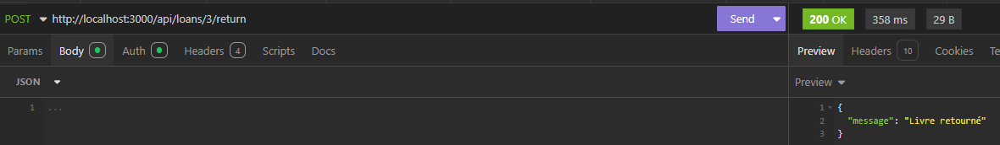 POST http://localhost:3000/api/loans/3/return Send 200 OK 358 ms 29 B
Params Body Auth Headers 4 Scripts Docs Preview Headers 10 Cookies Te
JSON Preview
1 ... 1 {
2 "message": "Livre retourné"
3 }